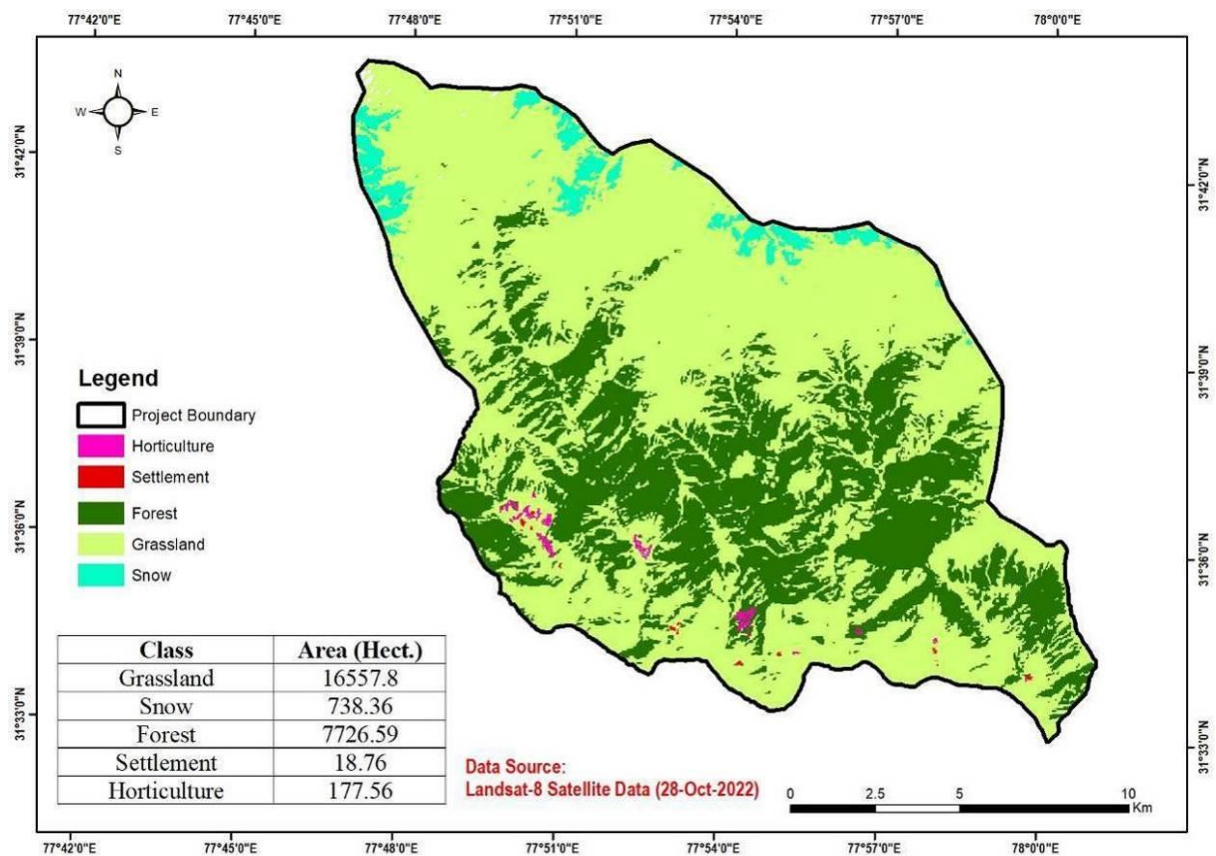 77°42'0"E 77°45'0"E 77°48'0"E 77°51'0"E 77°54'0"E 77°57'0"E 78°0'0"E
N
W E
S
31°42'0"N
31°42'0"N
31°39'0"N
31°39'0"N
Legend
Project Boundary
Horticulture
Settlement
Forest
Grassland
Snow
31°36'0"N
31°36'0"N
Class Area (Hect.)
Grassland 16557.8
Snow 738.36
Forest 7726.59
Settlement 18.76
Horticulture 177.56
31°33'0"N
31°33'0"N
Data Source:
Landsat-8 Satellite Data (28-Oct-2022)
0 2.5 5 10
Km
77°42'0"E 77°45'0"E 77°48'0"E 77°51'0"E 77°54'0"E 77°57'0"E 78°0'0"E